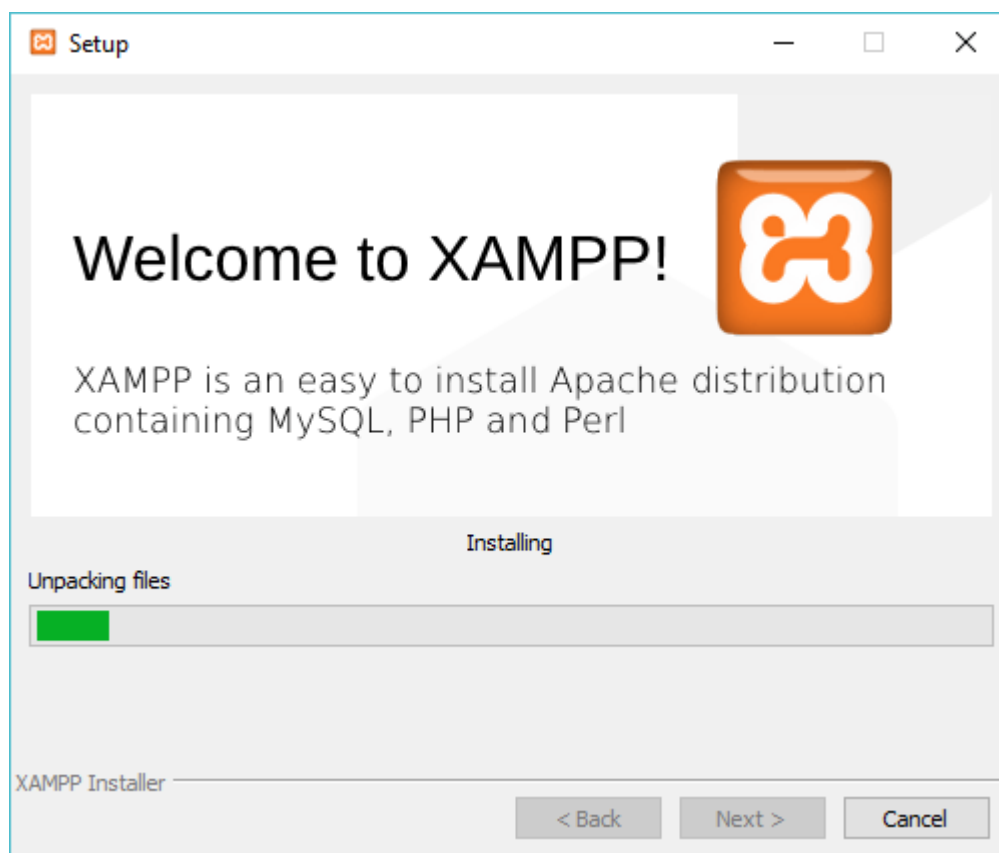 Setup
Welcome to XAMPP!
XAMPP is an easy to install Apache distribution
containing MySQL, PHP and Perl
Installing
Unpacking files
XAMPP Installer
< Back
Next >
Cancel